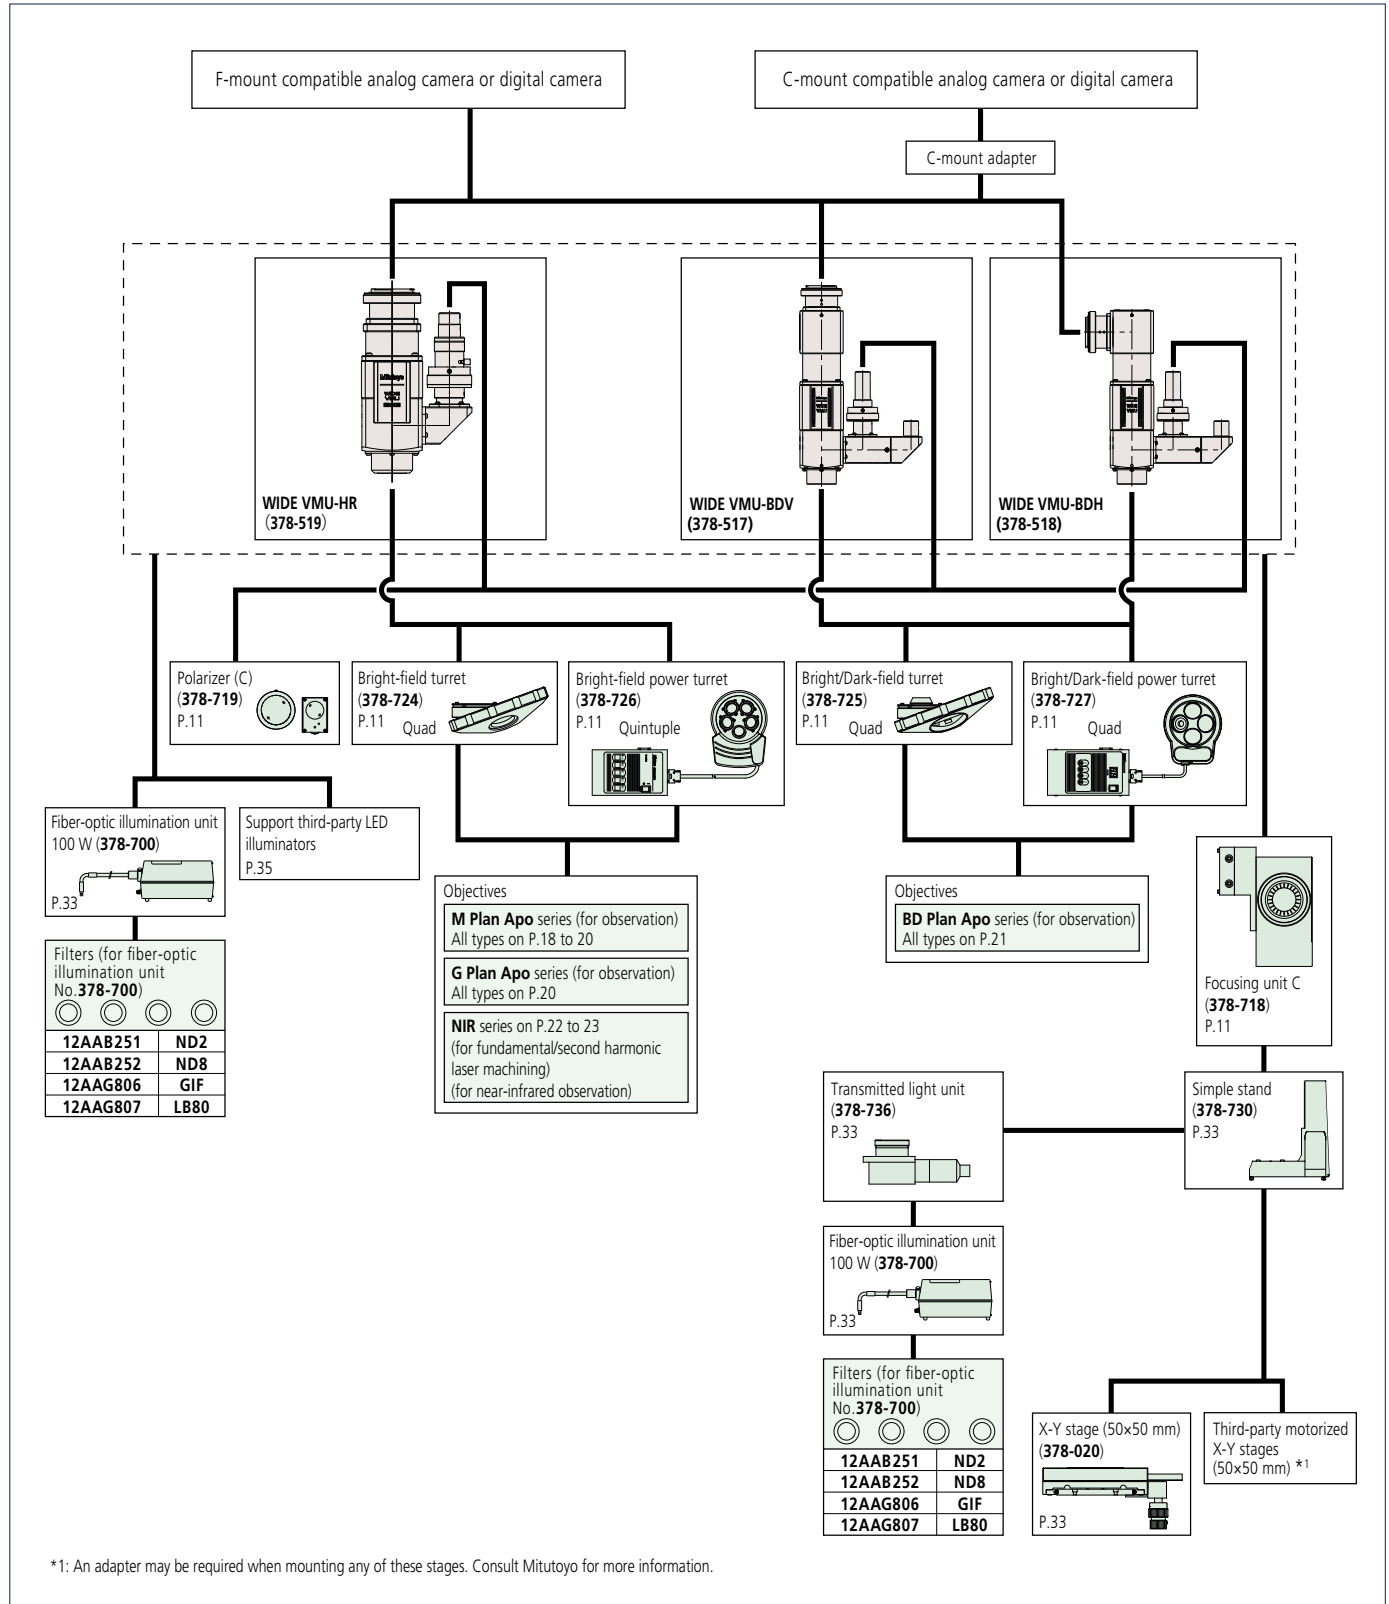 F-mount compatible analog camera or digital camera
C-mount compatible analog camera or digital camera
C-mount adapter
Mitutoyo
WIDE
VMU
WIDE VMU-HR
(378-519)
WIDE
VMU
WIDE VMU-BDV
(378-517)
WIDE
VMU
WIDE VMU-BDH
(378-518)
Polarizer (C)
(378-719)
P.11
Bright-field turret
(378-724)
P.11 Quad
Bright-field power turret
(378-726)
P.11 Quintuple
Bright/Dark-field turret
(378-725)
P.11 Quad
Bright/Dark-field power turret
(378-727)
P.11 Quad
Fiber-optic illumination unit
100 W (378-700)
P.33
Support third-party LED
illuminators
P.35
Filters (for fiber-optic
illumination unit
No.378-700)
12AAB251 ND2
12AAB252 ND8
12AAG806 GIF
12AAG807 LB80
Objectives
M Plan Apo series (for observation)
All types on P.18 to 20
G Plan Apo series (for observation)
All types on P.20
NIR series on P.22 to 23
(for fundamental/second harmonic
laser machining)
(for near-infrared observation)
Objectives
BD Plan Apo series (for observation)
All types on P.21
Focusing unit C
(378-718)
P.11
Transmitted light unit
(378-736)
P.33
Simple stand
(378-730)
P.33
Fiber-optic illumination unit
100 W (378-700)
P.33
Filters (for fiber-optic
illumination unit
No.378-700)
12AAB251 ND2
12AAB252 ND8
12AAG806 GIF
12AAG807 LB80
X-Y stage (50×50 mm)
(378-020)
P.33
Third-party motorized
X-Y stages
(50×50 mm) *1
*1: An adapter may be required when mounting any of these stages. Consult Mitutoyo for more information.